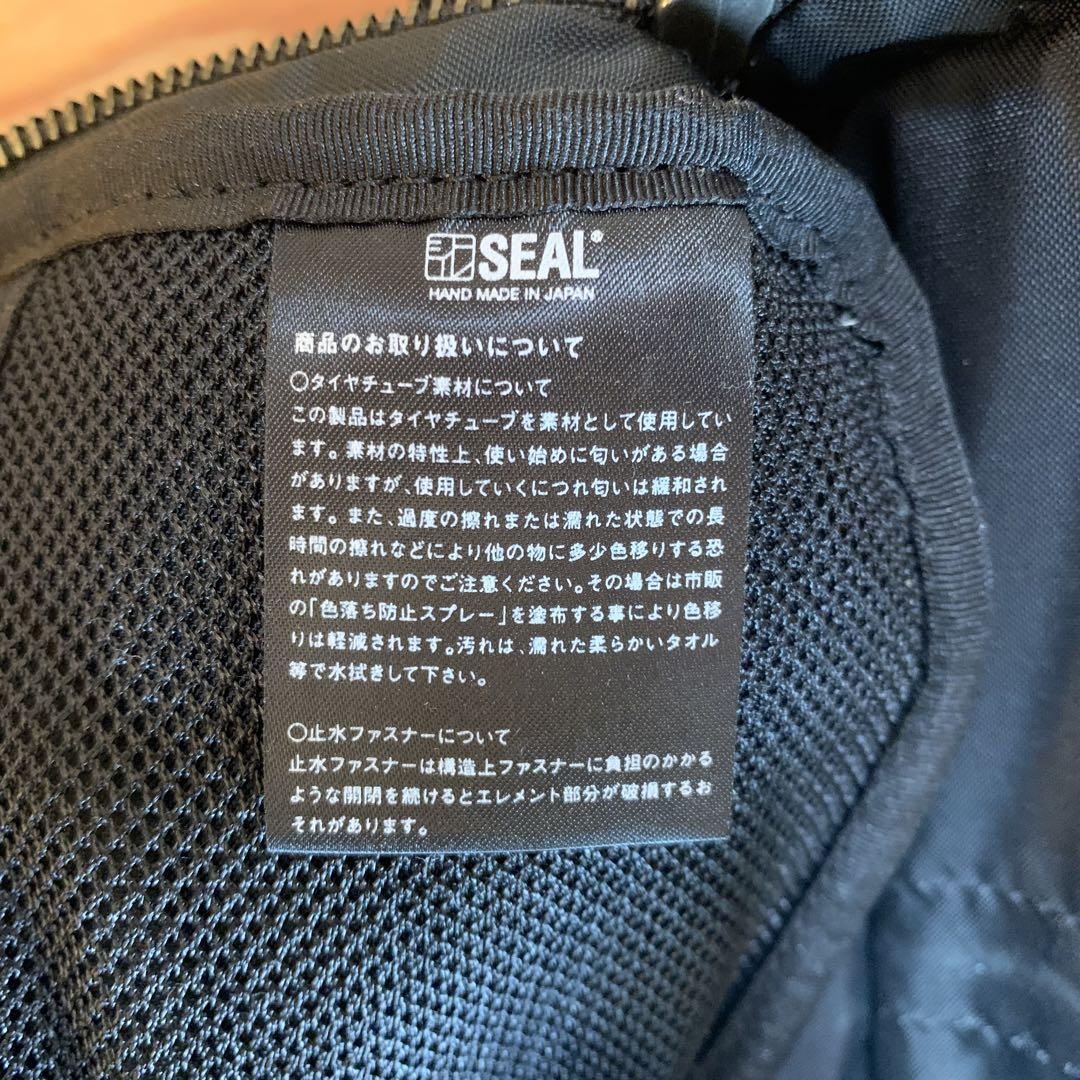 SEAL®
HAND MADE IN JAPAN
商品のお取り扱いについて
○タイヤチューブ素材について
この製品はタイヤチューブを素材として使用してい
ます。素材の特性上、使い始めに匂いがある場合
がありますが、使用していくにつれ匂いは緩和され
ます。また、過度の擦れまたは濡れた状態での長
時間の擦れなどにより他の物に多少色移りする恐
れがありますのでご注意ください。その場合は市販
の「色落ち防止スプレー」を塗布する事により色移
りは軽減されます。汚れは、濡れた柔らかいタオル
等で水拭きして下さい。
○止水ファスナーについて
止水ファスナーは構造上ファスナーに負担のかかる
ような開閉を続けるとエレメント部分が破損するお
それがあります。